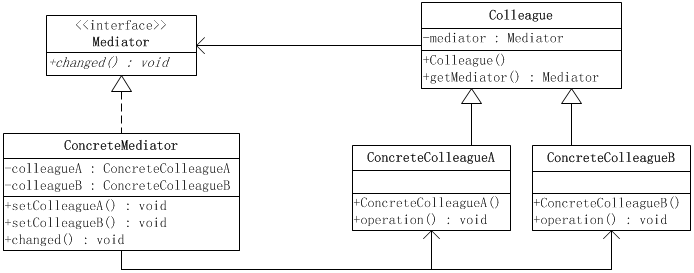 <<interface>>
Mediator
+changed() : void
Colleague
-mediator : Mediator
+Colleague()
+getMediator() : Mediator
ConcreteMediator
-colleagueA : ConcreteColleagueA
-colleagueB : ConcreteColleagueB
+setColleagueA() : void
+setColleagueB() : void
+changed() : void
ConcreteColleagueA
+ConcreteColleagueA()
+operation() : void
ConcreteColleagueB
+ConcreteColleagueB()
+operation() : void